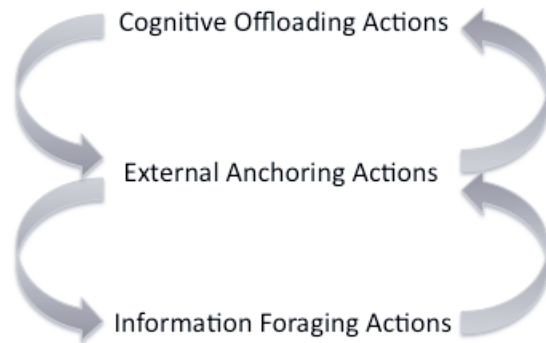 Cognitive Offloading Actions
External Anchoring Actions
Information Foraging Actions